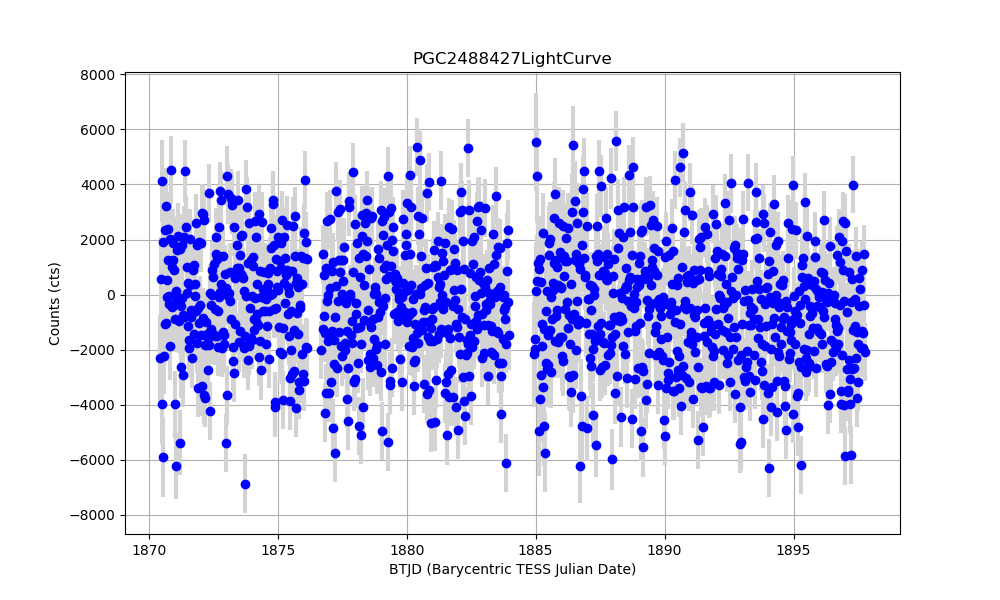 PGC2488427LightCurve
8000
6000
4000
2000
0
−2000
−4000
−6000
−8000
Counts (cts)
1870 1875 1880 1885 1890 1895
BTJD (Barycentric TESS Julian Date)